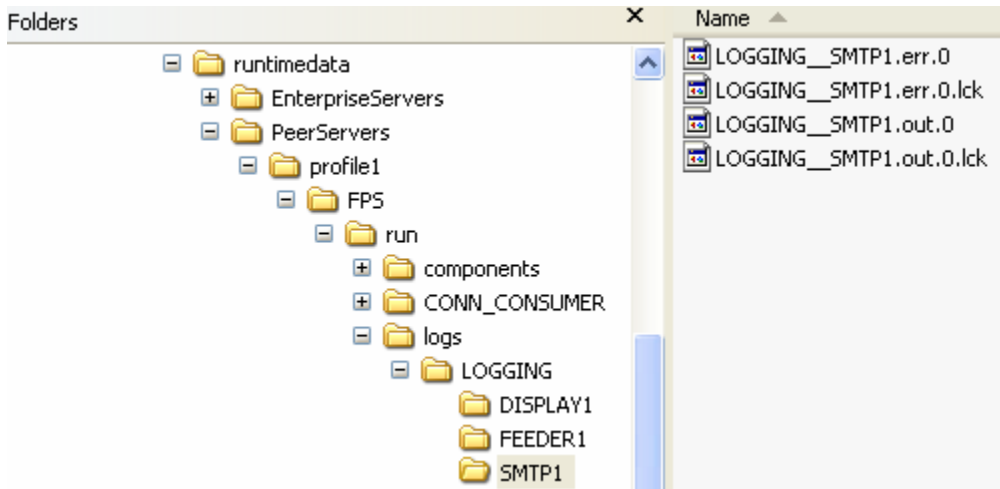 Folders
runtimedata
EnterpriseServers
PeerServers
profile1
FPS
run
components
CONN_CONSUMER
logs
LOGGING
DISPLAY1
FEEDER1
SMTP1
Name
LOGGING__SMTP1.err.0
LOGGING__SMTP1.err.0.lck
LOGGING__SMTP1.out.0
LOGGING__SMTP1.out.0.lck